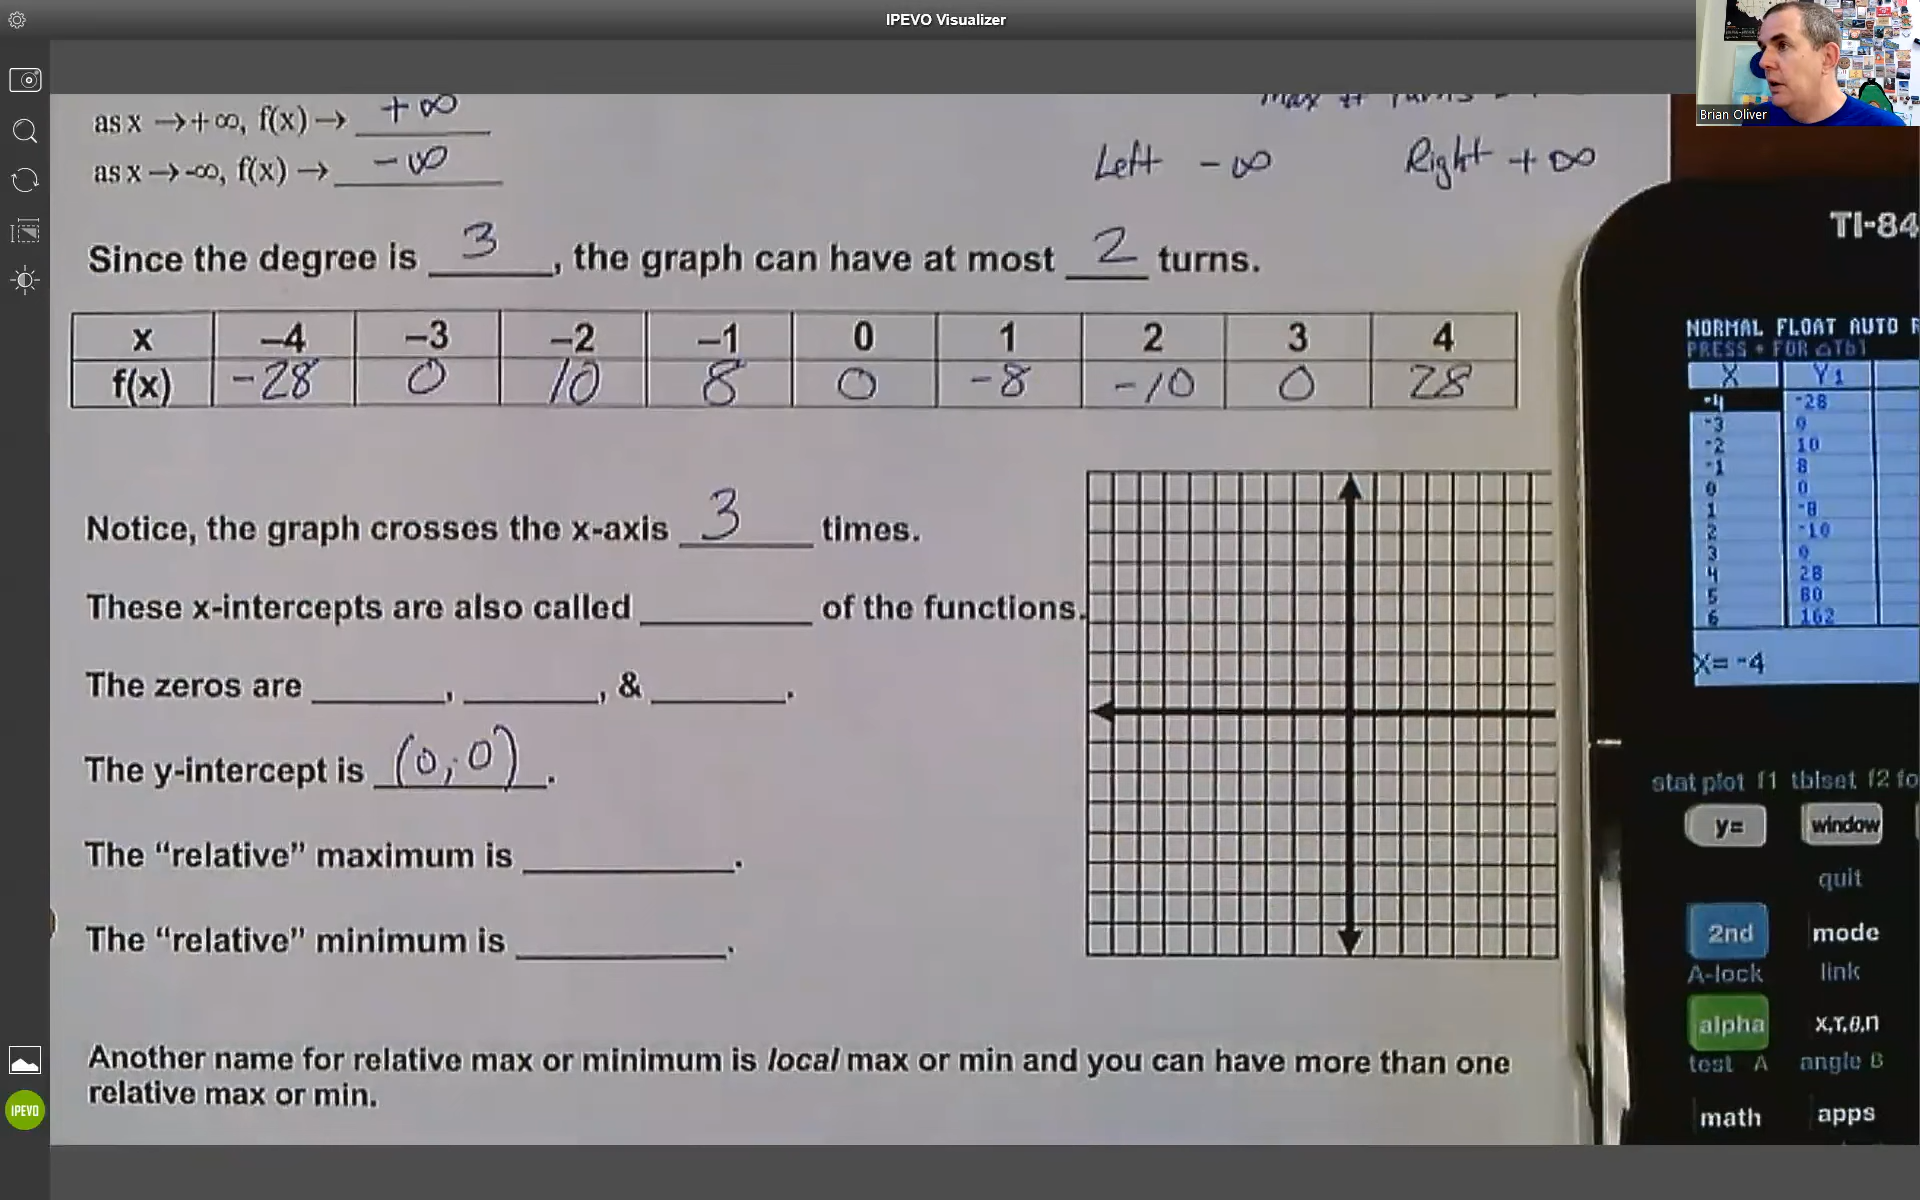 IPEVO Visualizer
Brian Oliver
as x →+∞, f(x)→ +∞
as x →-∞, f(x) → -∞
Left -∞ Right +∞
Since the degree is 3, the graph can have at most 2 turns.
x -4 -3 -2 -1 0 1 2 3 4
f(x) -28 0 10 8 0 -8 -10 0 28
Notice, the graph crosses the x-axis 3 times.
These x-intercepts are also called ______ of the functions.
The zeros are ______, ______, & ______.
The y-intercept is (0,0).
The “relative” maximum is ______.
The “relative” minimum is ______.
Another name for relative max or minimum is local max or min and you can have more than one
relative max or min.
TI-84
NORMAL FLOAT AUTO
PRESS + FOR △Tbl
X Y1
-4 -28
-3 0
-2 10
-1 8
0 0
1 -8
2 -10
3 0
4 28
5 80
6 162
X= -4
stat plot f1 tblset f2
y= window
quit
2nd mode
A-lock link
alpha X,T,θ,n
test A angle B
math apps
IPEVO